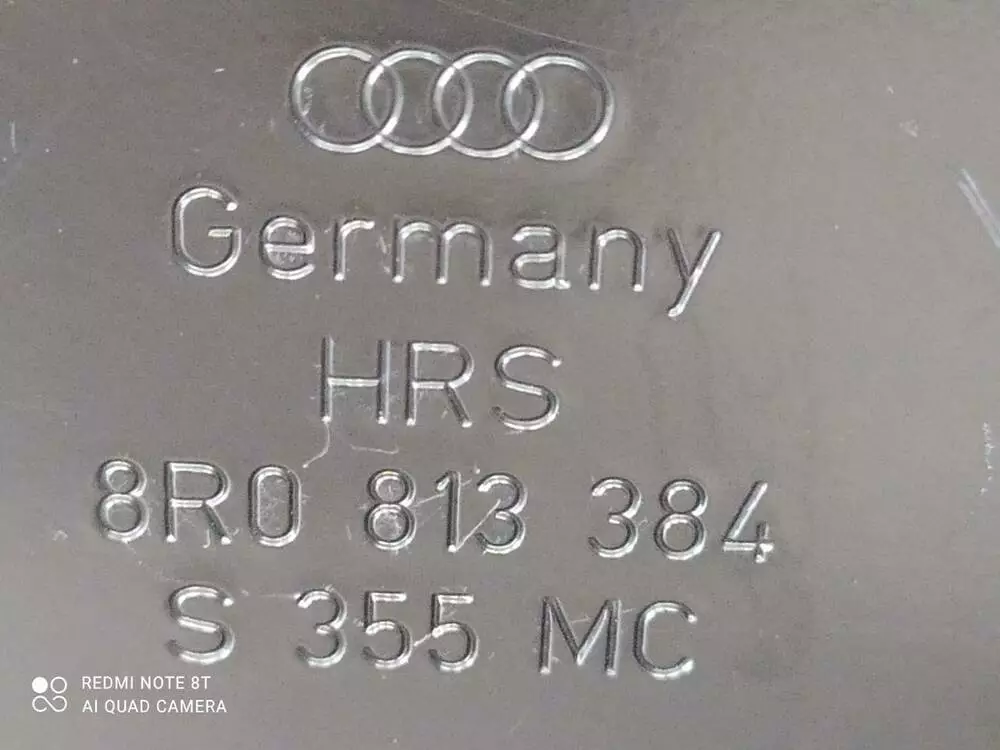 Germany
HRS
8R0 813 384
S 355 MC
REDMI NOTE 8T
AI QUAD CAMERA